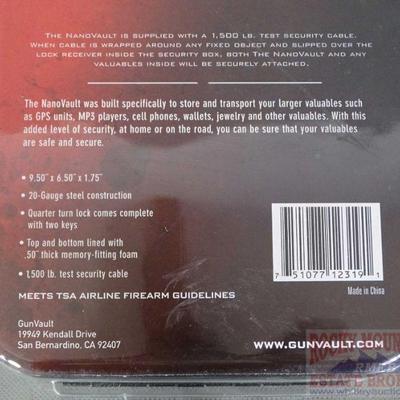 The NanoVault is supplied with a 1,500 lb. test security cable.
When cable is wrapped around any fixed object and slipped over the
lock receiver inside the security box, both The NanoVault and any
valuables inside will be securely attached.
The NanoVault was built specifically to store and transport your larger valuables such
as GPS units, MP3 players, cell phones, wallets, jewelry and other valuables. With this
added level of security, at home or on the road, you can be sure that your valuables
are safe and secure.
• 9.50" x 6.50" x 1.75"
• 20-Gauge steel construction
• Quarter turn lock comes complete
with two keys
• Top and bottom lined with
.50" thick memory-fitting foam
• 1,500 lb. test security cable
MEETS TSA AIRLINE FIREARM GUIDELINES
7 51077 12319 1
Made in China
GunVault
19949 Kendall Drive
San Bernardino, CA 92407
WWW.GUNVAULT.COM
ROCKY MOUNTAIN
ESTATE BROKERS